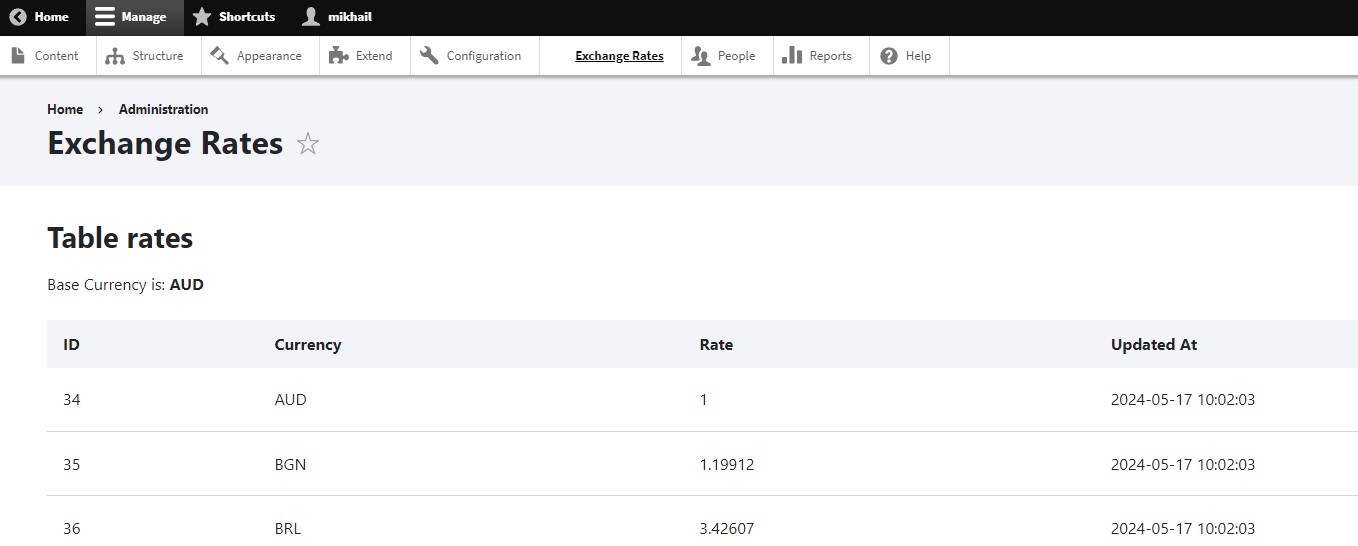 Home Manage Shortcuts mikhail
Content Structure Appearance Extend Configuration Exchange Rates People Reports Help
Home › Administration
Exchange Rates
Table rates
Base Currency is: AUD
ID Currency Rate Updated At
34 AUD 1 2024-05-17 10:02:03
35 BGN 1.19912 2024-05-17 10:02:03
36 BRL 3.42607 2024-05-17 10:02:03